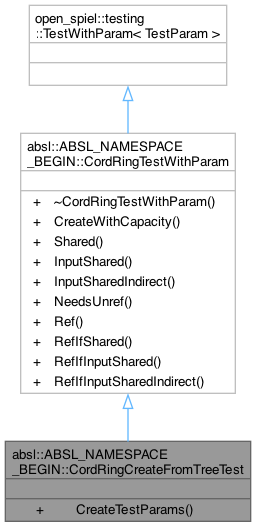 open_spiel::testing
::TestWithParam< TestParam >
absl::ABSL_NAMESPACE
_BEGIN::CordRingTestWithParam
+ ~CordRingTestWithParam()
+ CreateWithCapacity()
+ Shared()
+ InputShared()
+ InputSharedIndirect()
+ NeedsUnref()
+ Ref()
+ RefIfShared()
+ RefIfInputShared()
+ RefIfInputSharedIndirect()
absl::ABSL_NAMESPACE
_BEGIN::CordRingCreateFromTreeTest
+ CreateTestParams()